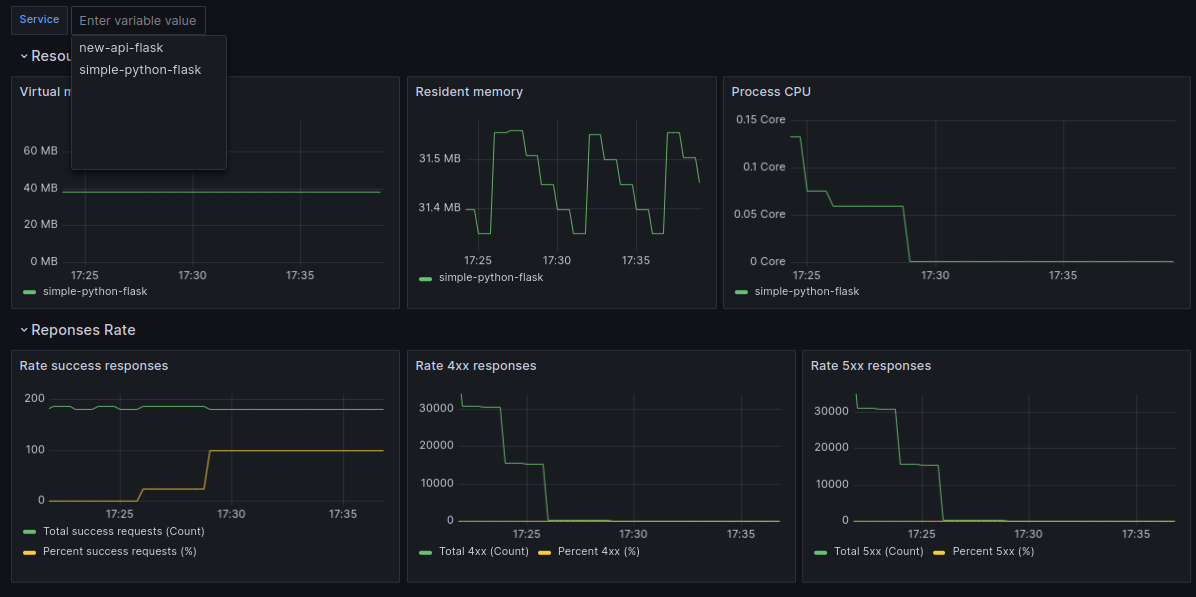 Service
Enter variable value
new-api-flask
simple-python-flask
Resou
Virtual m
60 MB
40 MB
20 MB
0 MB
17:25 17:30 17:35
simple-python-flask
Resident memory
31.5 MB
31.4 MB
17:25 17:30 17:35
simple-python-flask
Process CPU
0.15 Core
0.1 Core
0.05 Core
0 Core
17:25 17:30 17:35
simple-python-flask
Reponses Rate
Rate success responses
200
100
0
17:25 17:30 17:35
Total success requests (Count)
Percent success requests (%)
Rate 4xx responses
30000
20000
10000
0
17:25 17:30 17:35
Total 4xx (Count) Percent 4xx (%)
Rate 5xx responses
30000
20000
10000
0
17:25 17:30 17:35
Total 5xx (Count) Percent 5xx (%)